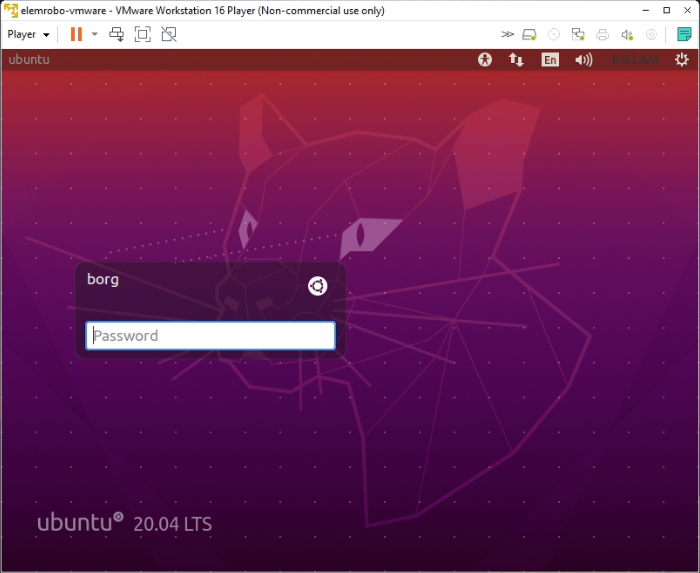 elemrobo-vmware - VMware Workstation 16 Player (Non-commercial use only)
Player
ubuntu
En
8:03 AM
borg
Password
ubuntu 20.04 LTS